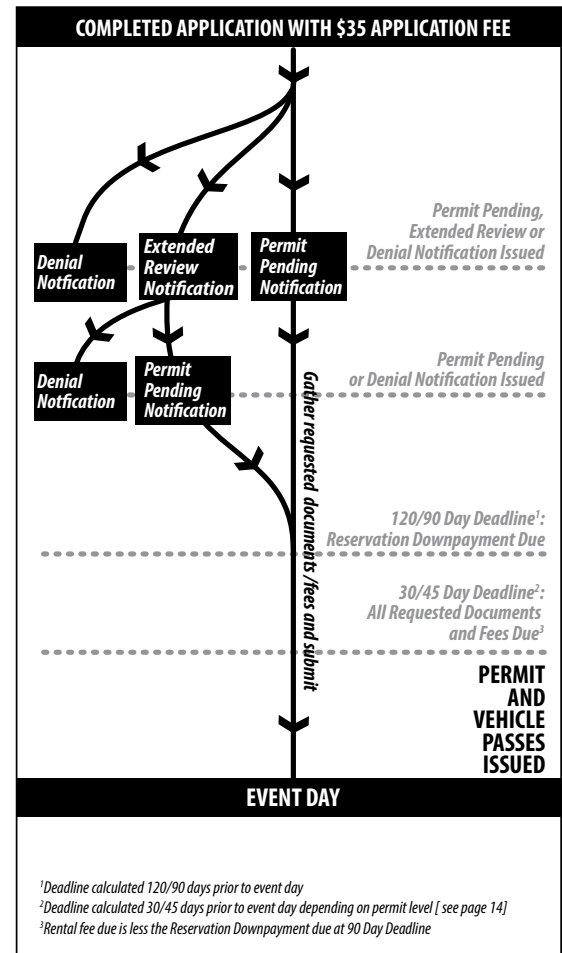 COMPLETED APPLICATION WITH $35 APPLICATION FEE
Permit Pending,
Extended Review or
Denial Notification Issued
Denial
Notfication
Extended
Review
Notification
Permit
Pending
Notification
Permit Pending
or Denial Notification Issued
Denial
Notfication
Permit
Pending
Notification
Gather requested documents /fees and submit
120/90 Day Deadline¹:
Reservation Downpayment Due
30/45 Day Deadline²:
All Requested Documents
and Fees Due³
PERMIT
AND
VEHICLE
PASSES
ISSUED
EVENT DAY
¹Deadline calculated 120/90 days prior to event day
²Deadline calculated 30/45 days prior to event day depending on permit level [ see page 14]
³Rental fee due is less the Reservation Downpayment due at 90 Day Deadline